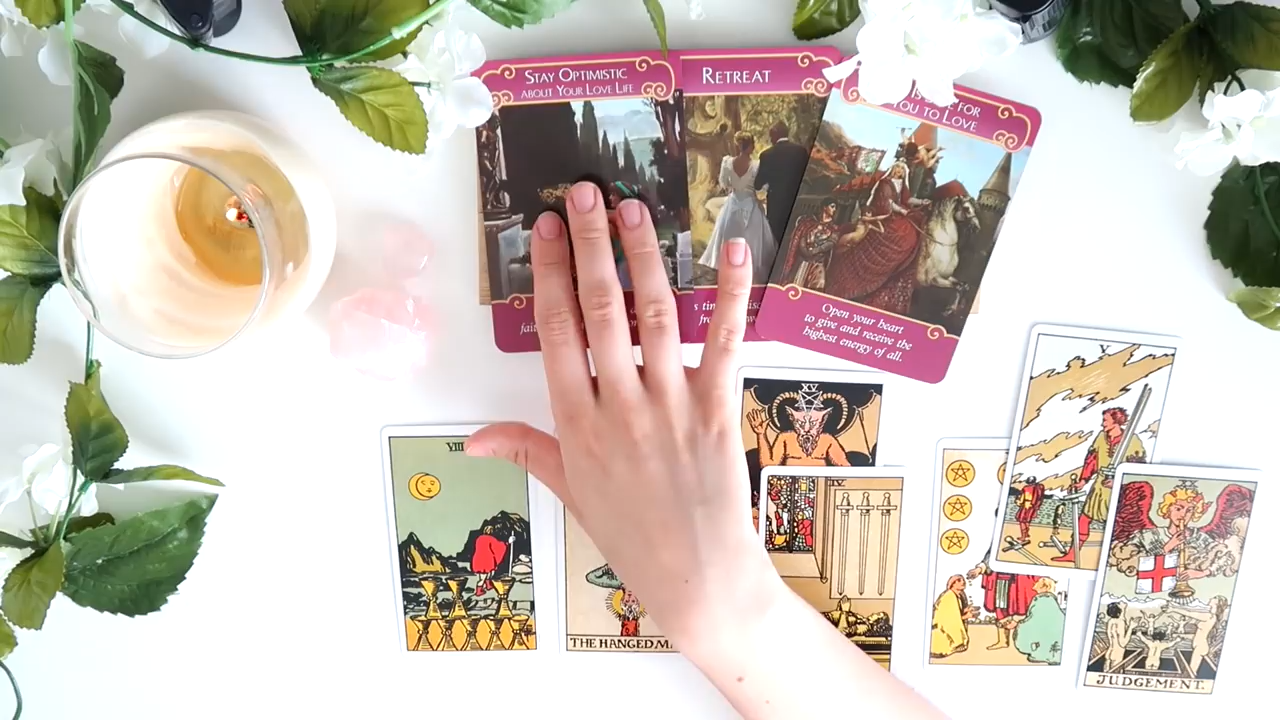 STAY OPTIMISTIC
ABOUT YOUR LOVE LIFE
RETREAT
FOR
YOU TO LOVE
Open your heart
to give and receive the
highest energy of all.
XV
V
VIII
IV
THE HANGED
JUDGEMENT.